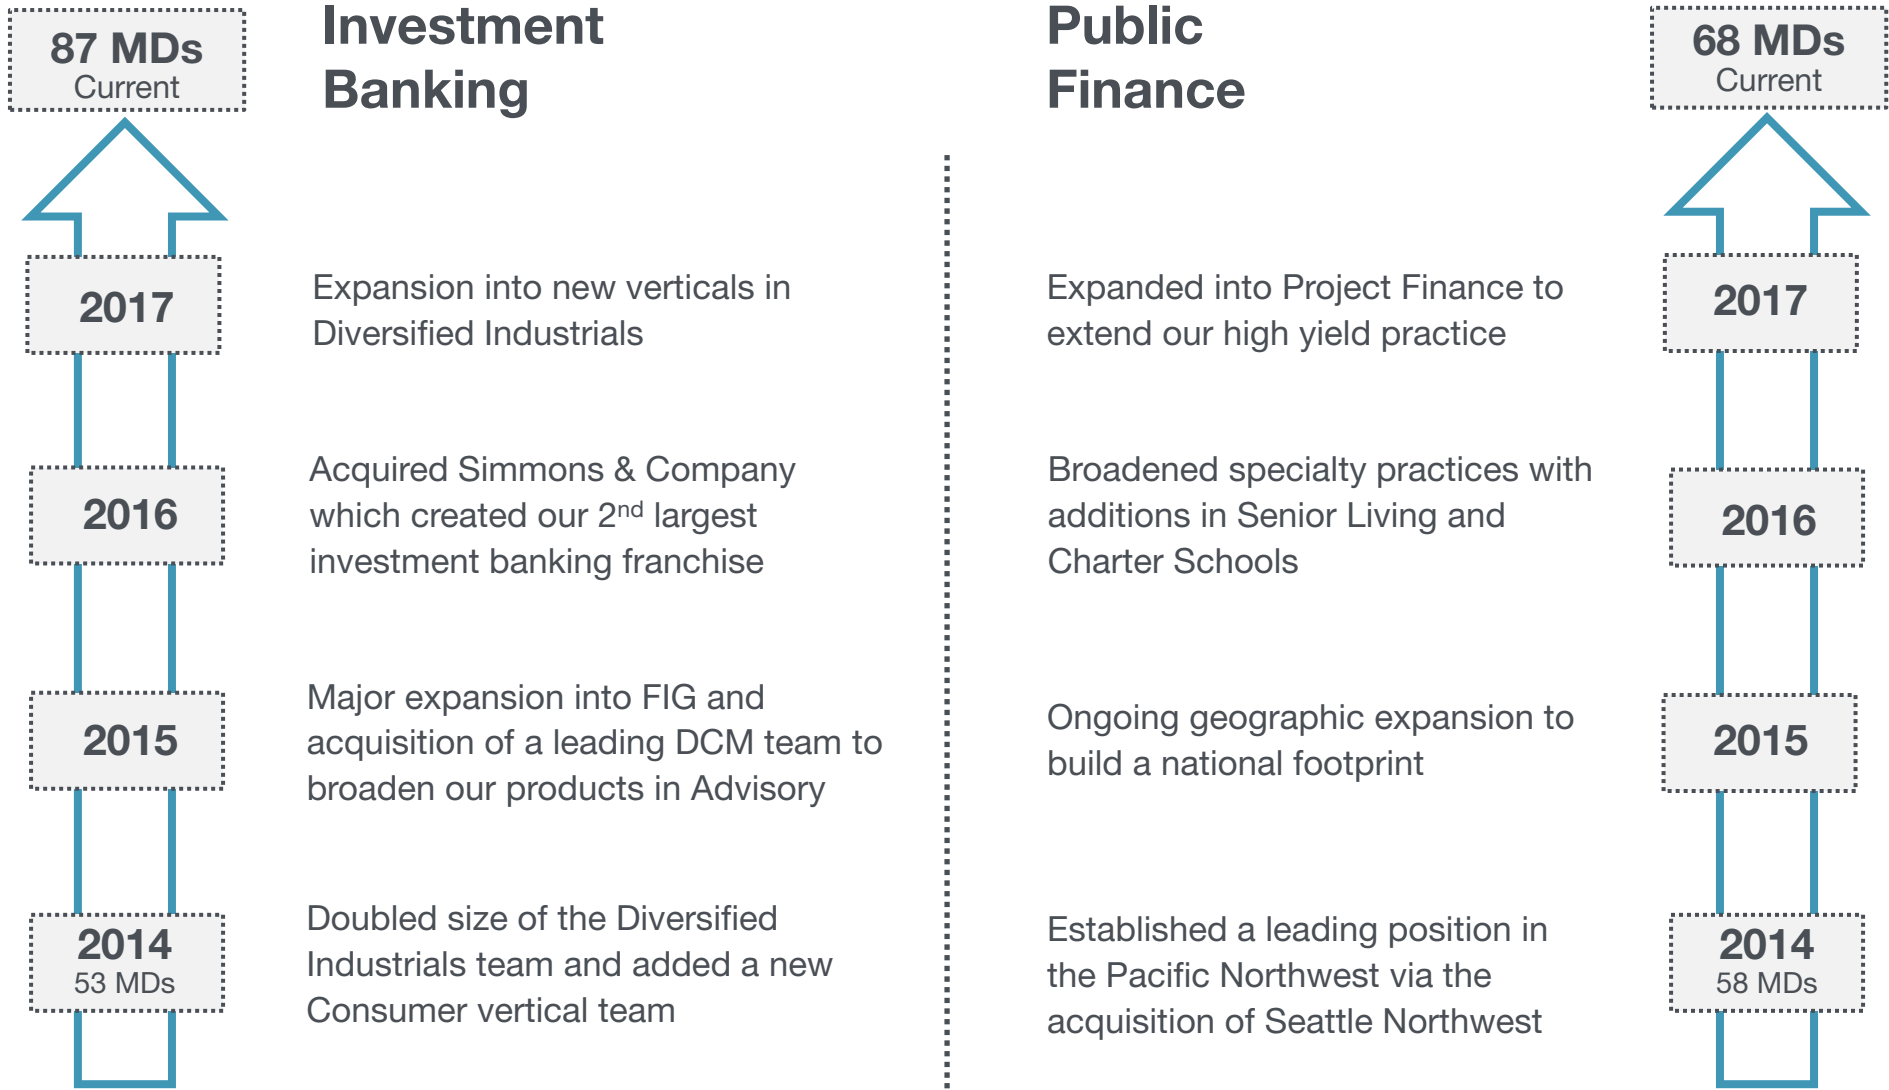 87 MDs
Current
Investment
Banking
2017
Expansion into new verticals in
Diversified Industrials
2016
Acquired Simmons & Company
which created our 2nd largest
investment banking franchise
2015
Major expansion into FIG and
acquisition of a leading DCM team to
broaden our products in Advisory
2014
53 MDs
Doubled size of the Diversified
Industrials team and added a new
Consumer vertical team
Public
Finance
68 MDs
Current
Expanded into Project Finance to
extend our high yield practice
2017
Broadened specialty practices with
additions in Senior Living and
Charter Schools
2016
Ongoing geographic expansion to
build a national footprint
2015
Established a leading position in
the Pacific Northwest via the
acquisition of Seattle Northwest
2014
58 MDs